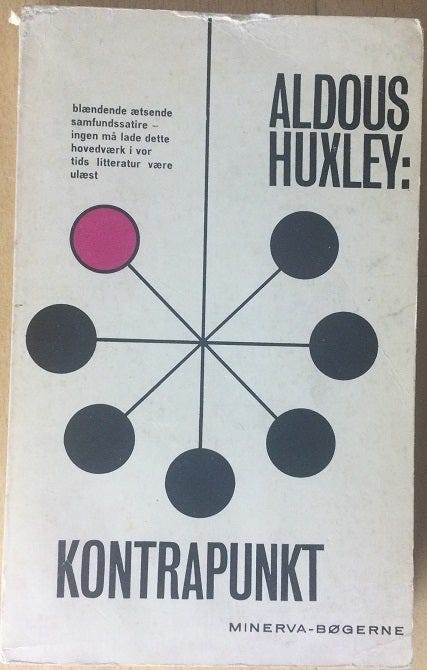 blændende ætsende
samfundssatire –
ingen må lade dette
hovedværk i vor
tids litteratur være
ulæst
ALDOUS
HUXLEY:
KONTRAPUNKT
MINERVA-BØGERNE